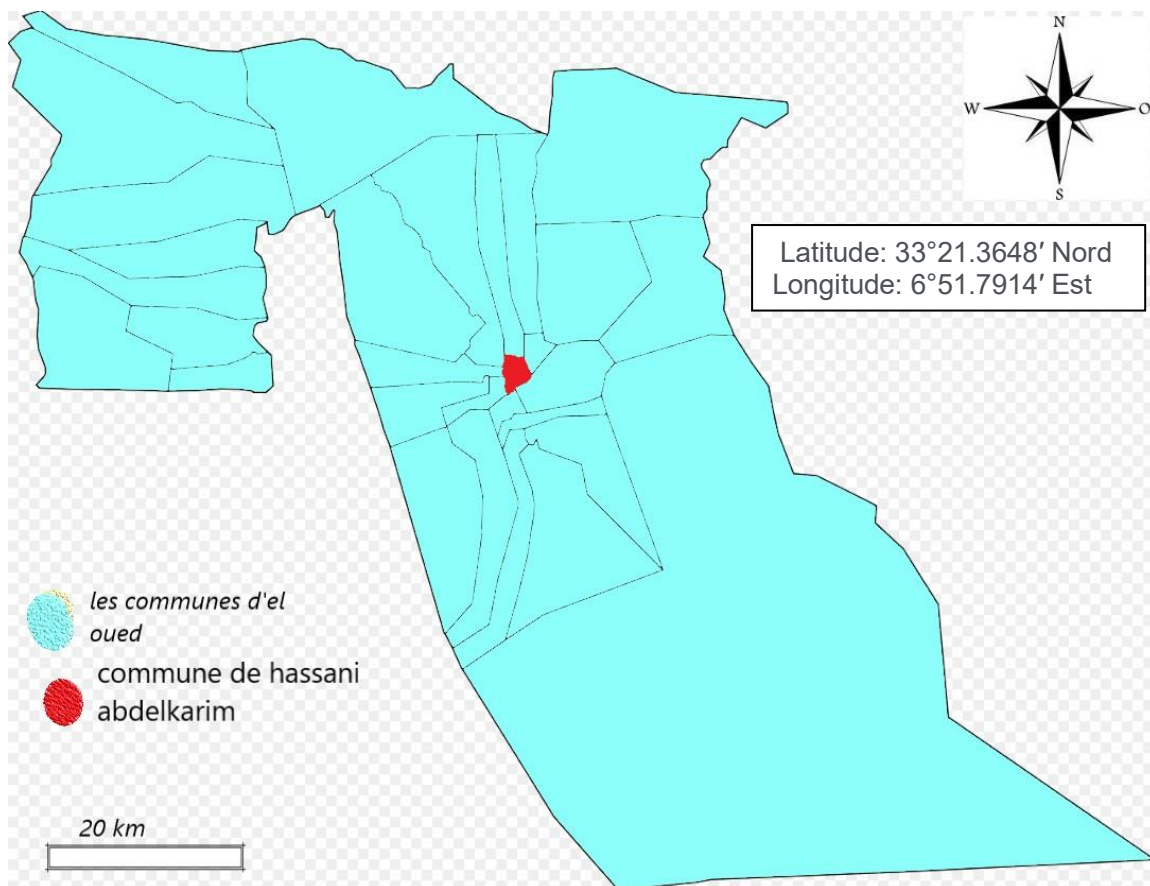 N
W
O
S
Latitude: 33°21.3648′ Nord
Longitude: 6°51.7914′ Est
les communes d'el
oued
commune de hassani
abdelkarim
20 km